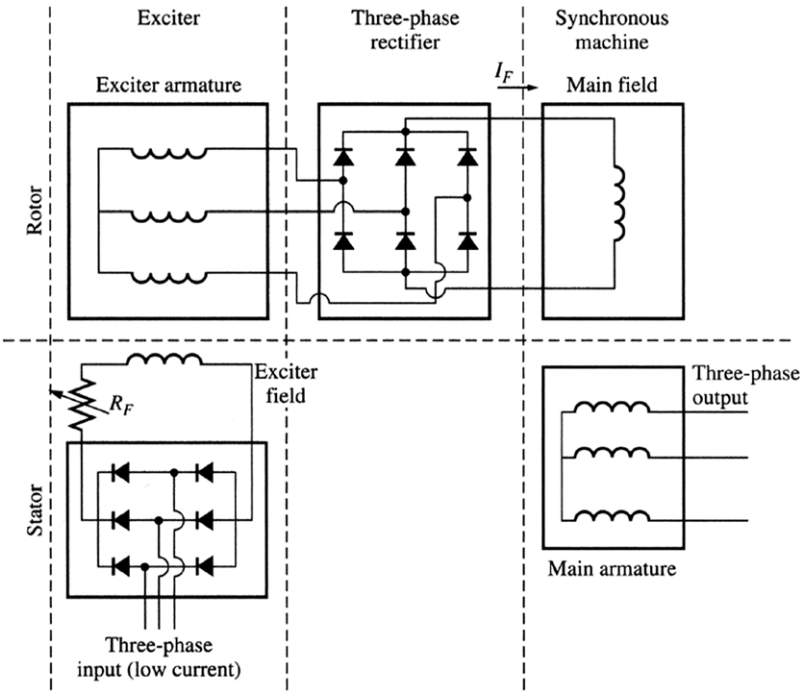 Exciter
Three-phase
rectifier
Synchronous
machine
Exciter armature
I_F
Main field
Rotor
Exciter
field
R_F
Three-phase
output
Stator
Main armature
Three-phase
input (low current)